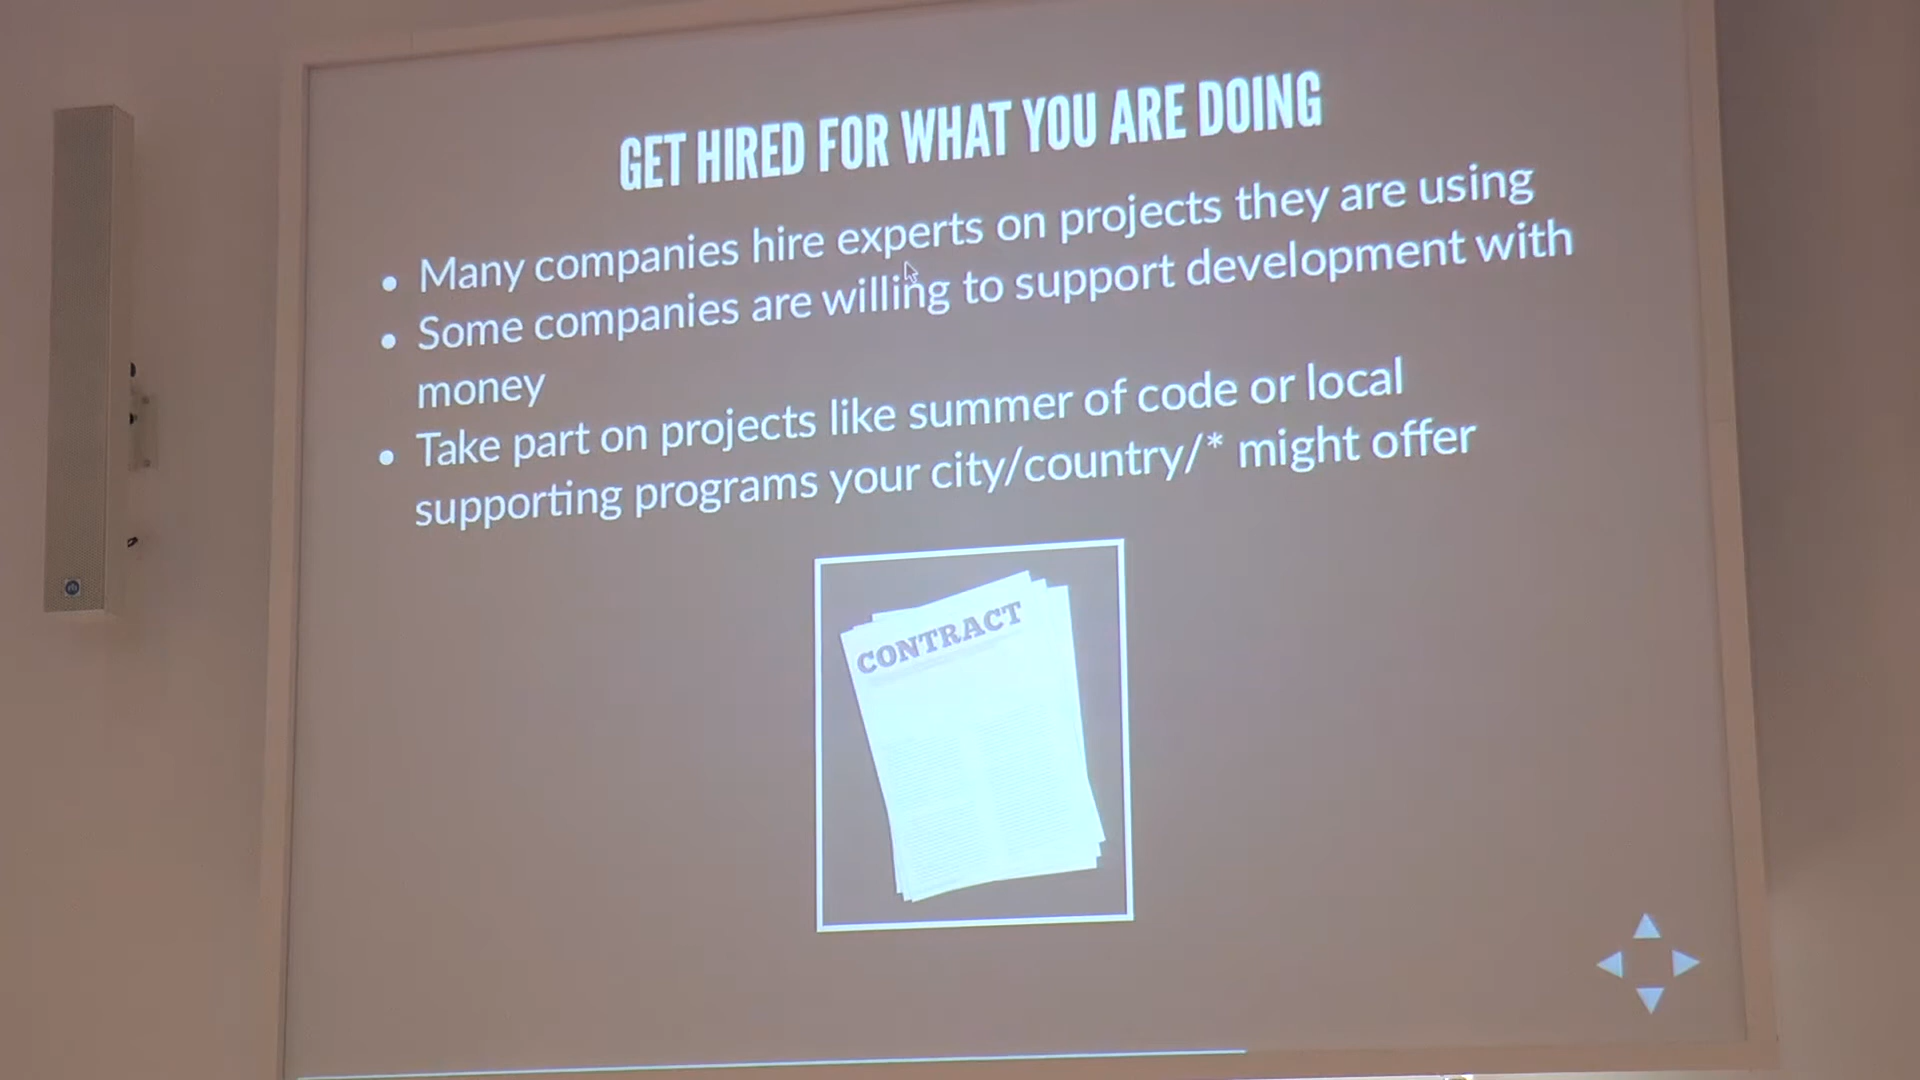 GET HIRED FOR WHAT YOU ARE DOING
• Many companies hire experts on projects they are using
• Some companies are willing to support development with
money
• Take part on projects like summer of code or local
supporting programs your city/country/* might offer
CONTRACT